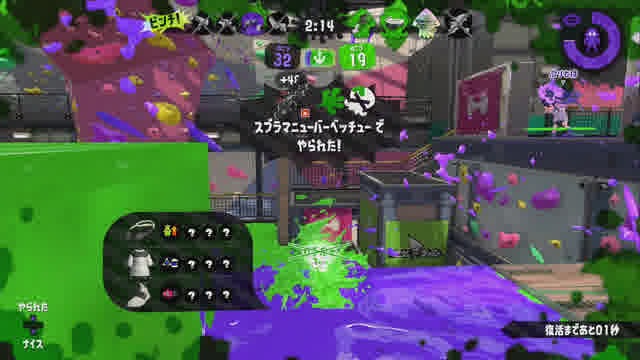 ピンチ!
2:14
32
19
+45
スプラマニューバーベッチュー で
やられた!
? ? ?
? ? ?
? ? ?
やられた
ナイス
復活まであと01秒